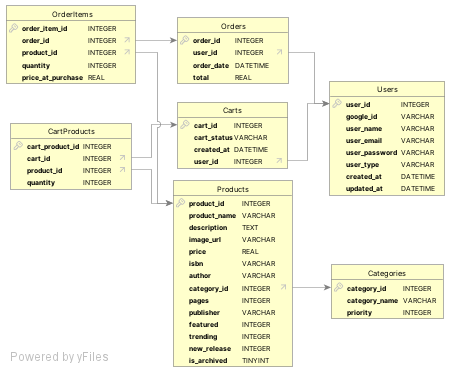 OrderItems
order_item_id INTEGER
order_id INTEGER
product_id INTEGER
quantity INTEGER
price_at_purchase REAL
Orders
order_id INTEGER
user_id INTEGER
order_date DATETIME
total REAL
Users
user_id INTEGER
google_id VARCHAR
user_name VARCHAR
user_email VARCHAR
user_password VARCHAR
user_type VARCHAR
created_at DATETIME
updated_at DATETIME
Carts
cart_id INTEGER
cart_status VARCHAR
created_at DATETIME
user_id INTEGER
CartProducts
cart_product_id INTEGER
cart_id INTEGER
product_id INTEGER
quantity INTEGER
Products
product_id INTEGER
product_name VARCHAR
description TEXT
image_url VARCHAR
price REAL
isbn VARCHAR
author VARCHAR
category_id INTEGER
pages INTEGER
publisher VARCHAR
featured INTEGER
trending INTEGER
new_release INTEGER
is_archived TINYINT
Categories
category_id INTEGER
category_name VARCHAR
priority INTEGER
Powered by yFiles